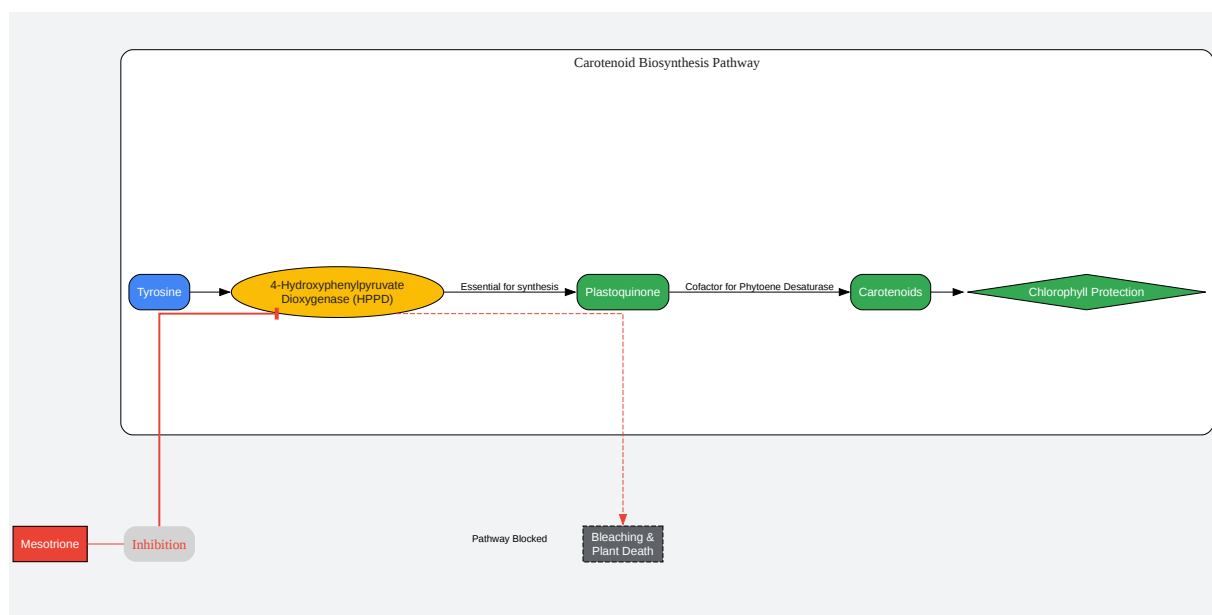 Carotenoid Biosynthesis Pathway
Tyrosine
4-Hydroxyphenylpyruvate
Dioxygenase (HPPD)
Essential for synthesis
Plastoquinone
Cofactor for Phytoene Desaturase
Carotenoids
Chlorophyll Protection
Mesotrione
Inhibition
Pathway Blocked
Bleaching &
Plant Death